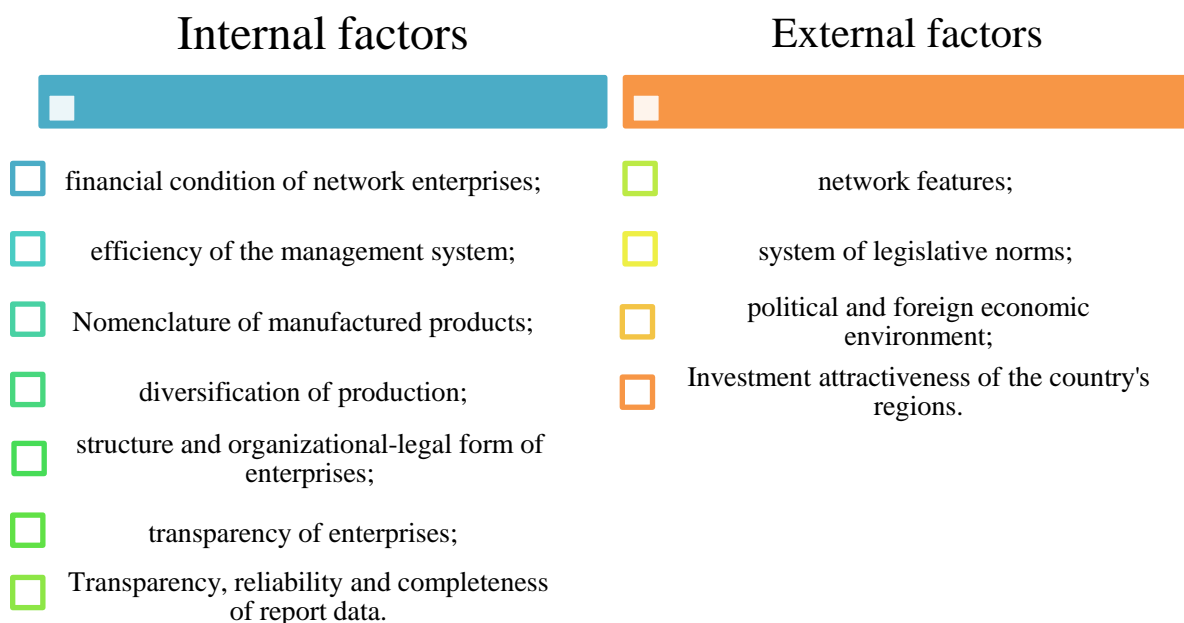 Internal factors
financial condition of network enterprises;
efficiency of the management system;
Nomenclature of manufactured products;
diversification of production;
structure and organizational-legal form of
enterprises;
transparency of enterprises;
Transparency, reliability and completeness
of report data.
External factors
network features;
system of legislative norms;
political and foreign economic
environment;
Investment attractiveness of the country's
regions.